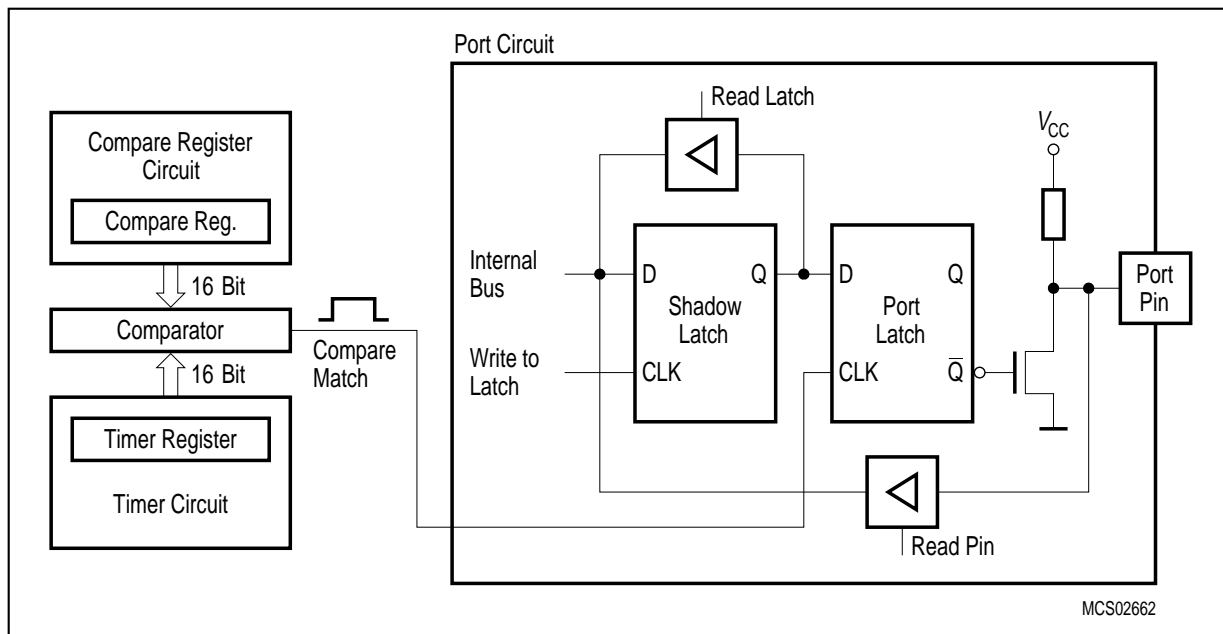 Port Circuit
Compare Register
Circuit
Compare Reg.
16 Bit
Comparator
16 Bit
Timer Register
Timer Circuit
Compare
Match
Read Latch
Internal
Bus
Write to
Latch
D
Q
Shadow
Latch
CLK
D
Q
Port
Latch
CLK
Q̅
VCC
Port
Pin
Read Pin
MCS02662